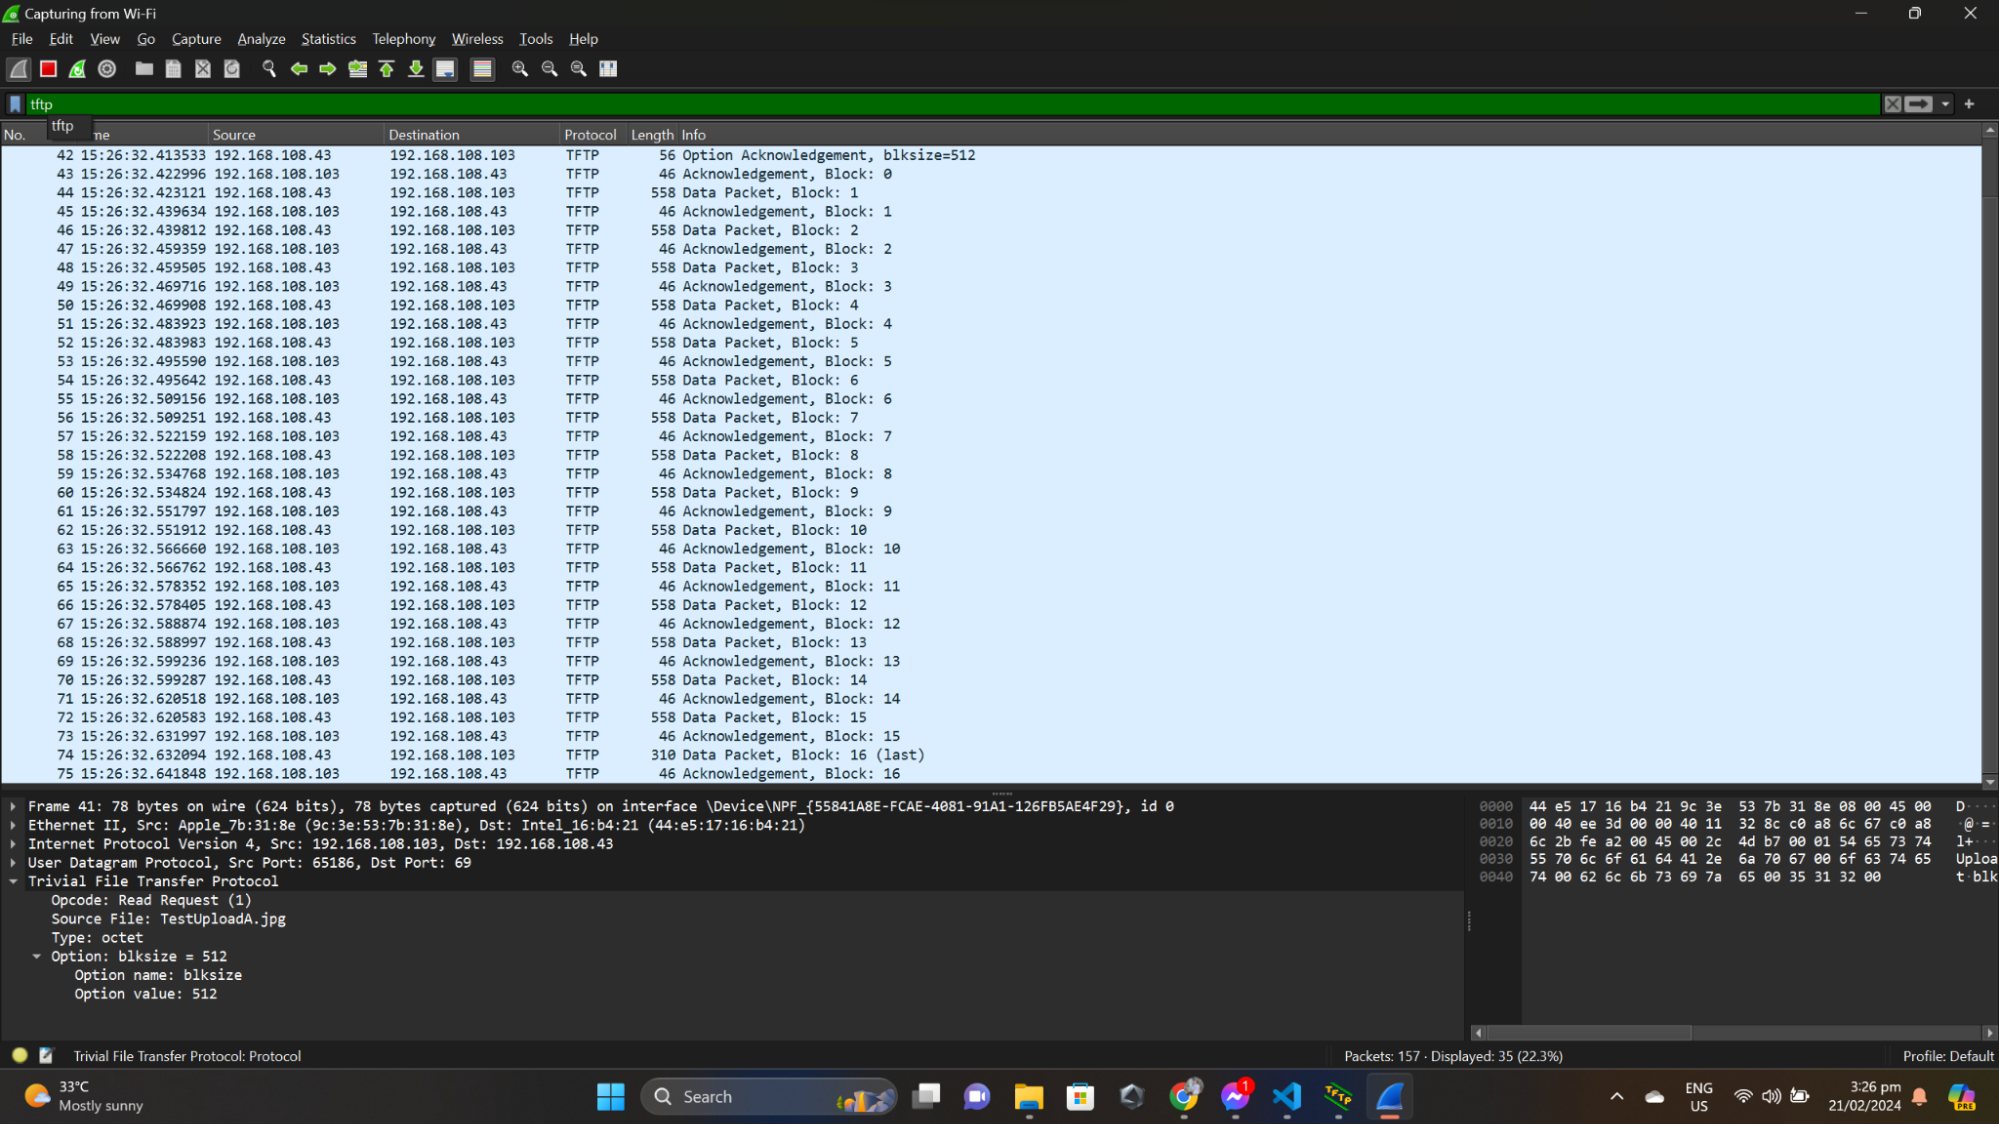 Capturing from Wi-Fi
File Edit View Go Capture Analyze Statistics Telephony Wireless Tools Help
tftp
tftp
No. me Source Destination Protocol Length Info
42 15:26:32.413533 192.168.108.43 192.168.108.103 TFTP 56 Option Acknowledgement, blksize=512
43 15:26:32.422996 192.168.108.103 192.168.108.43 TFTP 46 Acknowledgement, Block: 0
44 15:26:32.423121 192.168.108.43 192.168.108.103 TFTP 558 Data Packet, Block: 1
45 15:26:32.439634 192.168.108.103 192.168.108.43 TFTP 46 Acknowledgement, Block: 1
46 15:26:32.439812 192.168.108.43 192.168.108.103 TFTP 558 Data Packet, Block: 2
47 15:26:32.459359 192.168.108.103 192.168.108.43 TFTP 46 Acknowledgement, Block: 2
48 15:26:32.459505 192.168.108.43 192.168.108.103 TFTP 558 Data Packet, Block: 3
49 15:26:32.469716 192.168.108.103 192.168.108.43 TFTP 46 Acknowledgement, Block: 3
50 15:26:32.469908 192.168.108.43 192.168.108.103 TFTP 558 Data Packet, Block: 4
51 15:26:32.483923 192.168.108.103 192.168.108.43 TFTP 46 Acknowledgement, Block: 4
52 15:26:32.483983 192.168.108.43 192.168.108.103 TFTP 558 Data Packet, Block: 5
53 15:26:32.495590 192.168.108.103 192.168.108.43 TFTP 46 Acknowledgement, Block: 5
54 15:26:32.495642 192.168.108.43 192.168.108.103 TFTP 558 Data Packet, Block: 6
55 15:26:32.509156 192.168.108.103 192.168.108.43 TFTP 46 Acknowledgement, Block: 6
56 15:26:32.509251 192.168.108.43 192.168.108.103 TFTP 558 Data Packet, Block: 7
57 15:26:32.522159 192.168.108.103 192.168.108.43 TFTP 46 Acknowledgement, Block: 7
58 15:26:32.522208 192.168.108.43 192.168.108.103 TFTP 558 Data Packet, Block: 8
59 15:26:32.534768 192.168.108.103 192.168.108.43 TFTP 46 Acknowledgement, Block: 8
60 15:26:32.534824 192.168.108.43 192.168.108.103 TFTP 558 Data Packet, Block: 9
61 15:26:32.551797 192.168.108.103 192.168.108.43 TFTP 46 Acknowledgement, Block: 9
62 15:26:32.551912 192.168.108.43 192.168.108.103 TFTP 558 Data Packet, Block: 10
63 15:26:32.566660 192.168.108.103 192.168.108.43 TFTP 46 Acknowledgement, Block: 10
64 15:26:32.566762 192.168.108.43 192.168.108.103 TFTP 558 Data Packet, Block: 11
65 15:26:32.578352 192.168.108.103 192.168.108.43 TFTP 46 Acknowledgement, Block: 11
66 15:26:32.578405 192.168.108.43 192.168.108.103 TFTP 558 Data Packet, Block: 12
67 15:26:32.588874 192.168.108.103 192.168.108.43 TFTP 46 Acknowledgement, Block: 12
68 15:26:32.588997 192.168.108.43 192.168.108.103 TFTP 558 Data Packet, Block: 13
69 15:26:32.599236 192.168.108.103 192.168.108.43 TFTP 46 Acknowledgement, Block: 13
70 15:26:32.599287 192.168.108.43 192.168.108.103 TFTP 558 Data Packet, Block: 14
71 15:26:32.620518 192.168.108.103 192.168.108.43 TFTP 46 Acknowledgement, Block: 14
72 15:26:32.620583 192.168.108.43 192.168.108.103 TFTP 558 Data Packet, Block: 15
73 15:26:32.631997 192.168.108.103 192.168.108.43 TFTP 46 Acknowledgement, Block: 15
74 15:26:32.632094 192.168.108.43 192.168.108.103 TFTP 310 Data Packet, Block: 16 (last)
75 15:26:32.641848 192.168.108.103 192.168.108.43 TFTP 46 Acknowledgement, Block: 16
Frame 41: 78 bytes on wire (624 bits), 78 bytes captured (624 bits) on interface \Device\NPF_{55841A8E-FCAE-4081-91A1-126FB5AE4F29}, id 0
Ethernet II, Src: Apple_7b:31:8e (9c:3e:53:7b:31:8e), Dst: Intel_16:b4:21 (44:e5:17:16:b4:21)
Internet Protocol Version 4, Src: 192.168.108.103, Dst: 192.168.108.43
User Datagram Protocol, Src Port: 65186, Dst Port: 69
Trivial File Transfer Protocol
Opcode: Read Request (1)
Source File: TestUploadA.jpg
Type: octet
Option: blksize = 512
Option name: blksize
Option value: 512
0000 44 e5 17 16 b4 21 9c 3e 53 7b 31 8e 08 00 45 00 D····
0010 00 40 ee 3d 00 00 40 11 32 8c c0 a8 6c 67 c0 a8 ·@·=
0020 6c 2b fe a2 00 45 00 2c 4d b7 00 01 54 65 73 74 l+···
0030 55 70 6c 6f 61 64 41 2e 6a 70 67 00 6f 63 74 65 Uploa
0040 74 00 62 6c 6b 73 69 7a 65 00 35 31 32 00 t·blk
Trivial File Transfer Protocol: Protocol
Packets: 157 · Displayed: 35 (22.3%)
Profile: Default
33°C
Mostly sunny
Search
1
TFTP
ENG
US
3:26 pm
21/02/2024
PRE